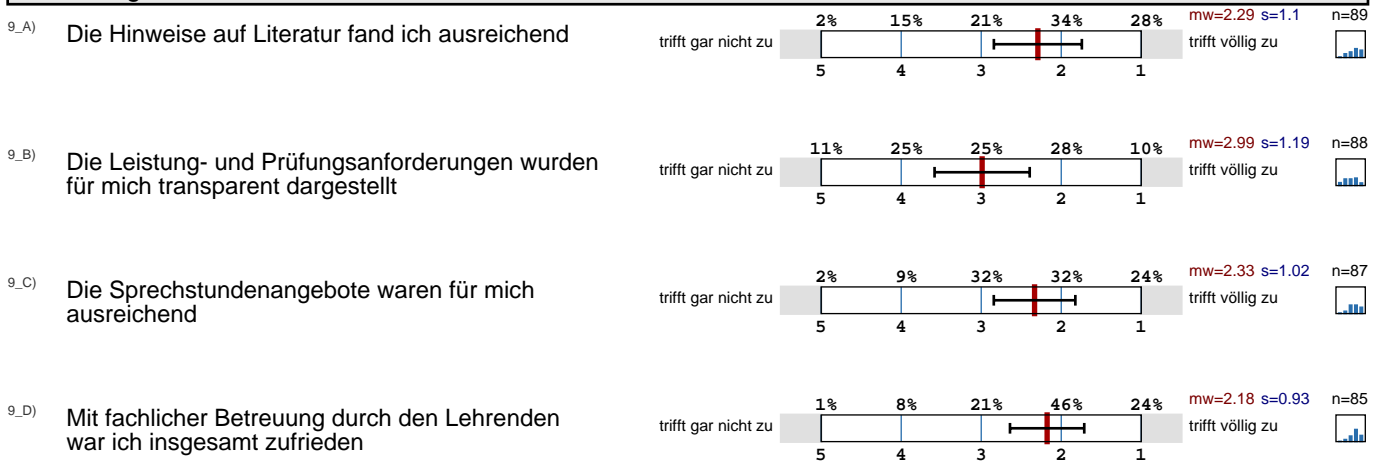 9_A)
Die Hinweise auf Literatur fand ich ausreichend
trifft gar nicht zu
2% 15% 21% 34% 28%
5 4 3 2 1
trifft völlig zu
mw=2.29 s=1.1 n=89
9_B)
Die Leistung- und Prüfungsanforderungen wurden
für mich transparent dargestellt
trifft gar nicht zu
11% 25% 25% 28% 10%
5 4 3 2 1
trifft völlig zu
mw=2.99 s=1.19 n=88
9_C)
Die Sprechstundenangebote waren für mich
ausreichend
trifft gar nicht zu
2% 9% 32% 32% 24%
5 4 3 2 1
trifft völlig zu
mw=2.33 s=1.02 n=87
9_D)
Mit fachlicher Betreuung durch den Lehrenden
war ich insgesamt zufrieden
trifft gar nicht zu
1% 8% 21% 46% 24%
5 4 3 2 1
trifft völlig zu
mw=2.18 s=0.93 n=85